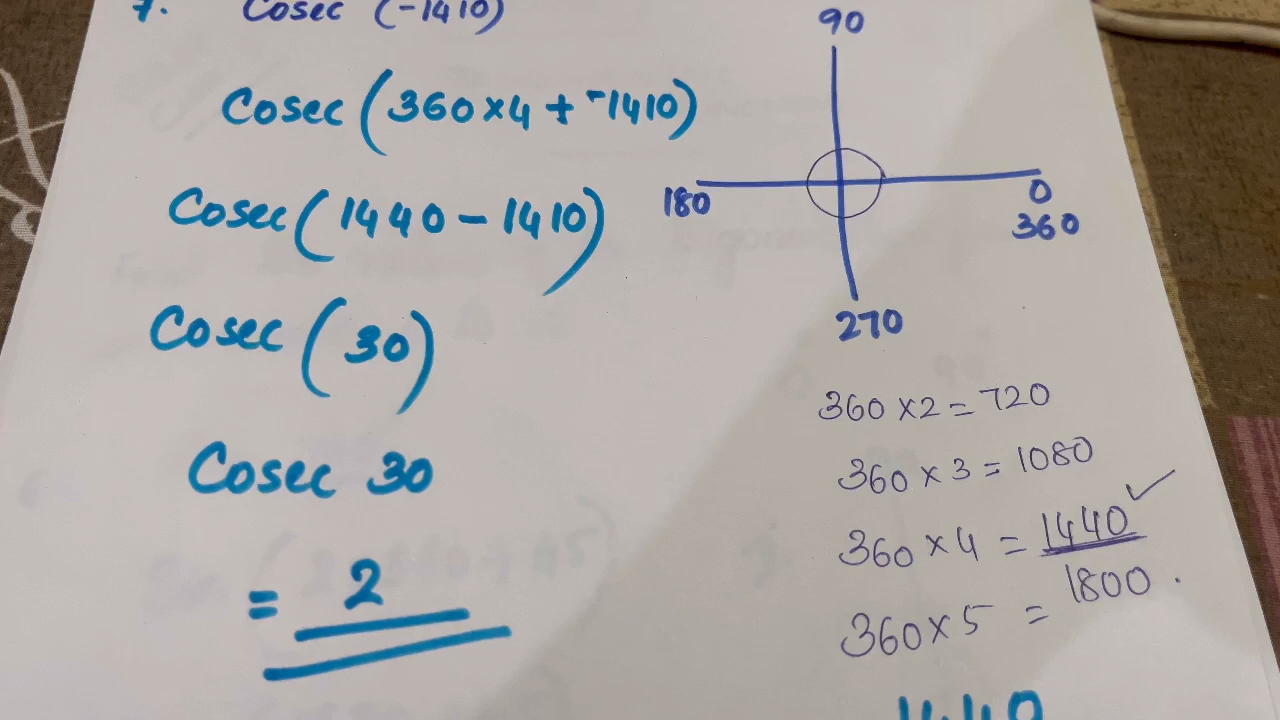 7. Cosec (-1410)
Cosec (360×4 + -1410)
Cosec (1440 - 1410)
Cosec (30)
Cosec 30
= 2
90
180
0
360
270
360 ×2 = 720
360 × 3 = 1080
360 × 4 = 1440 ✓
360×5 = 1800.
1440